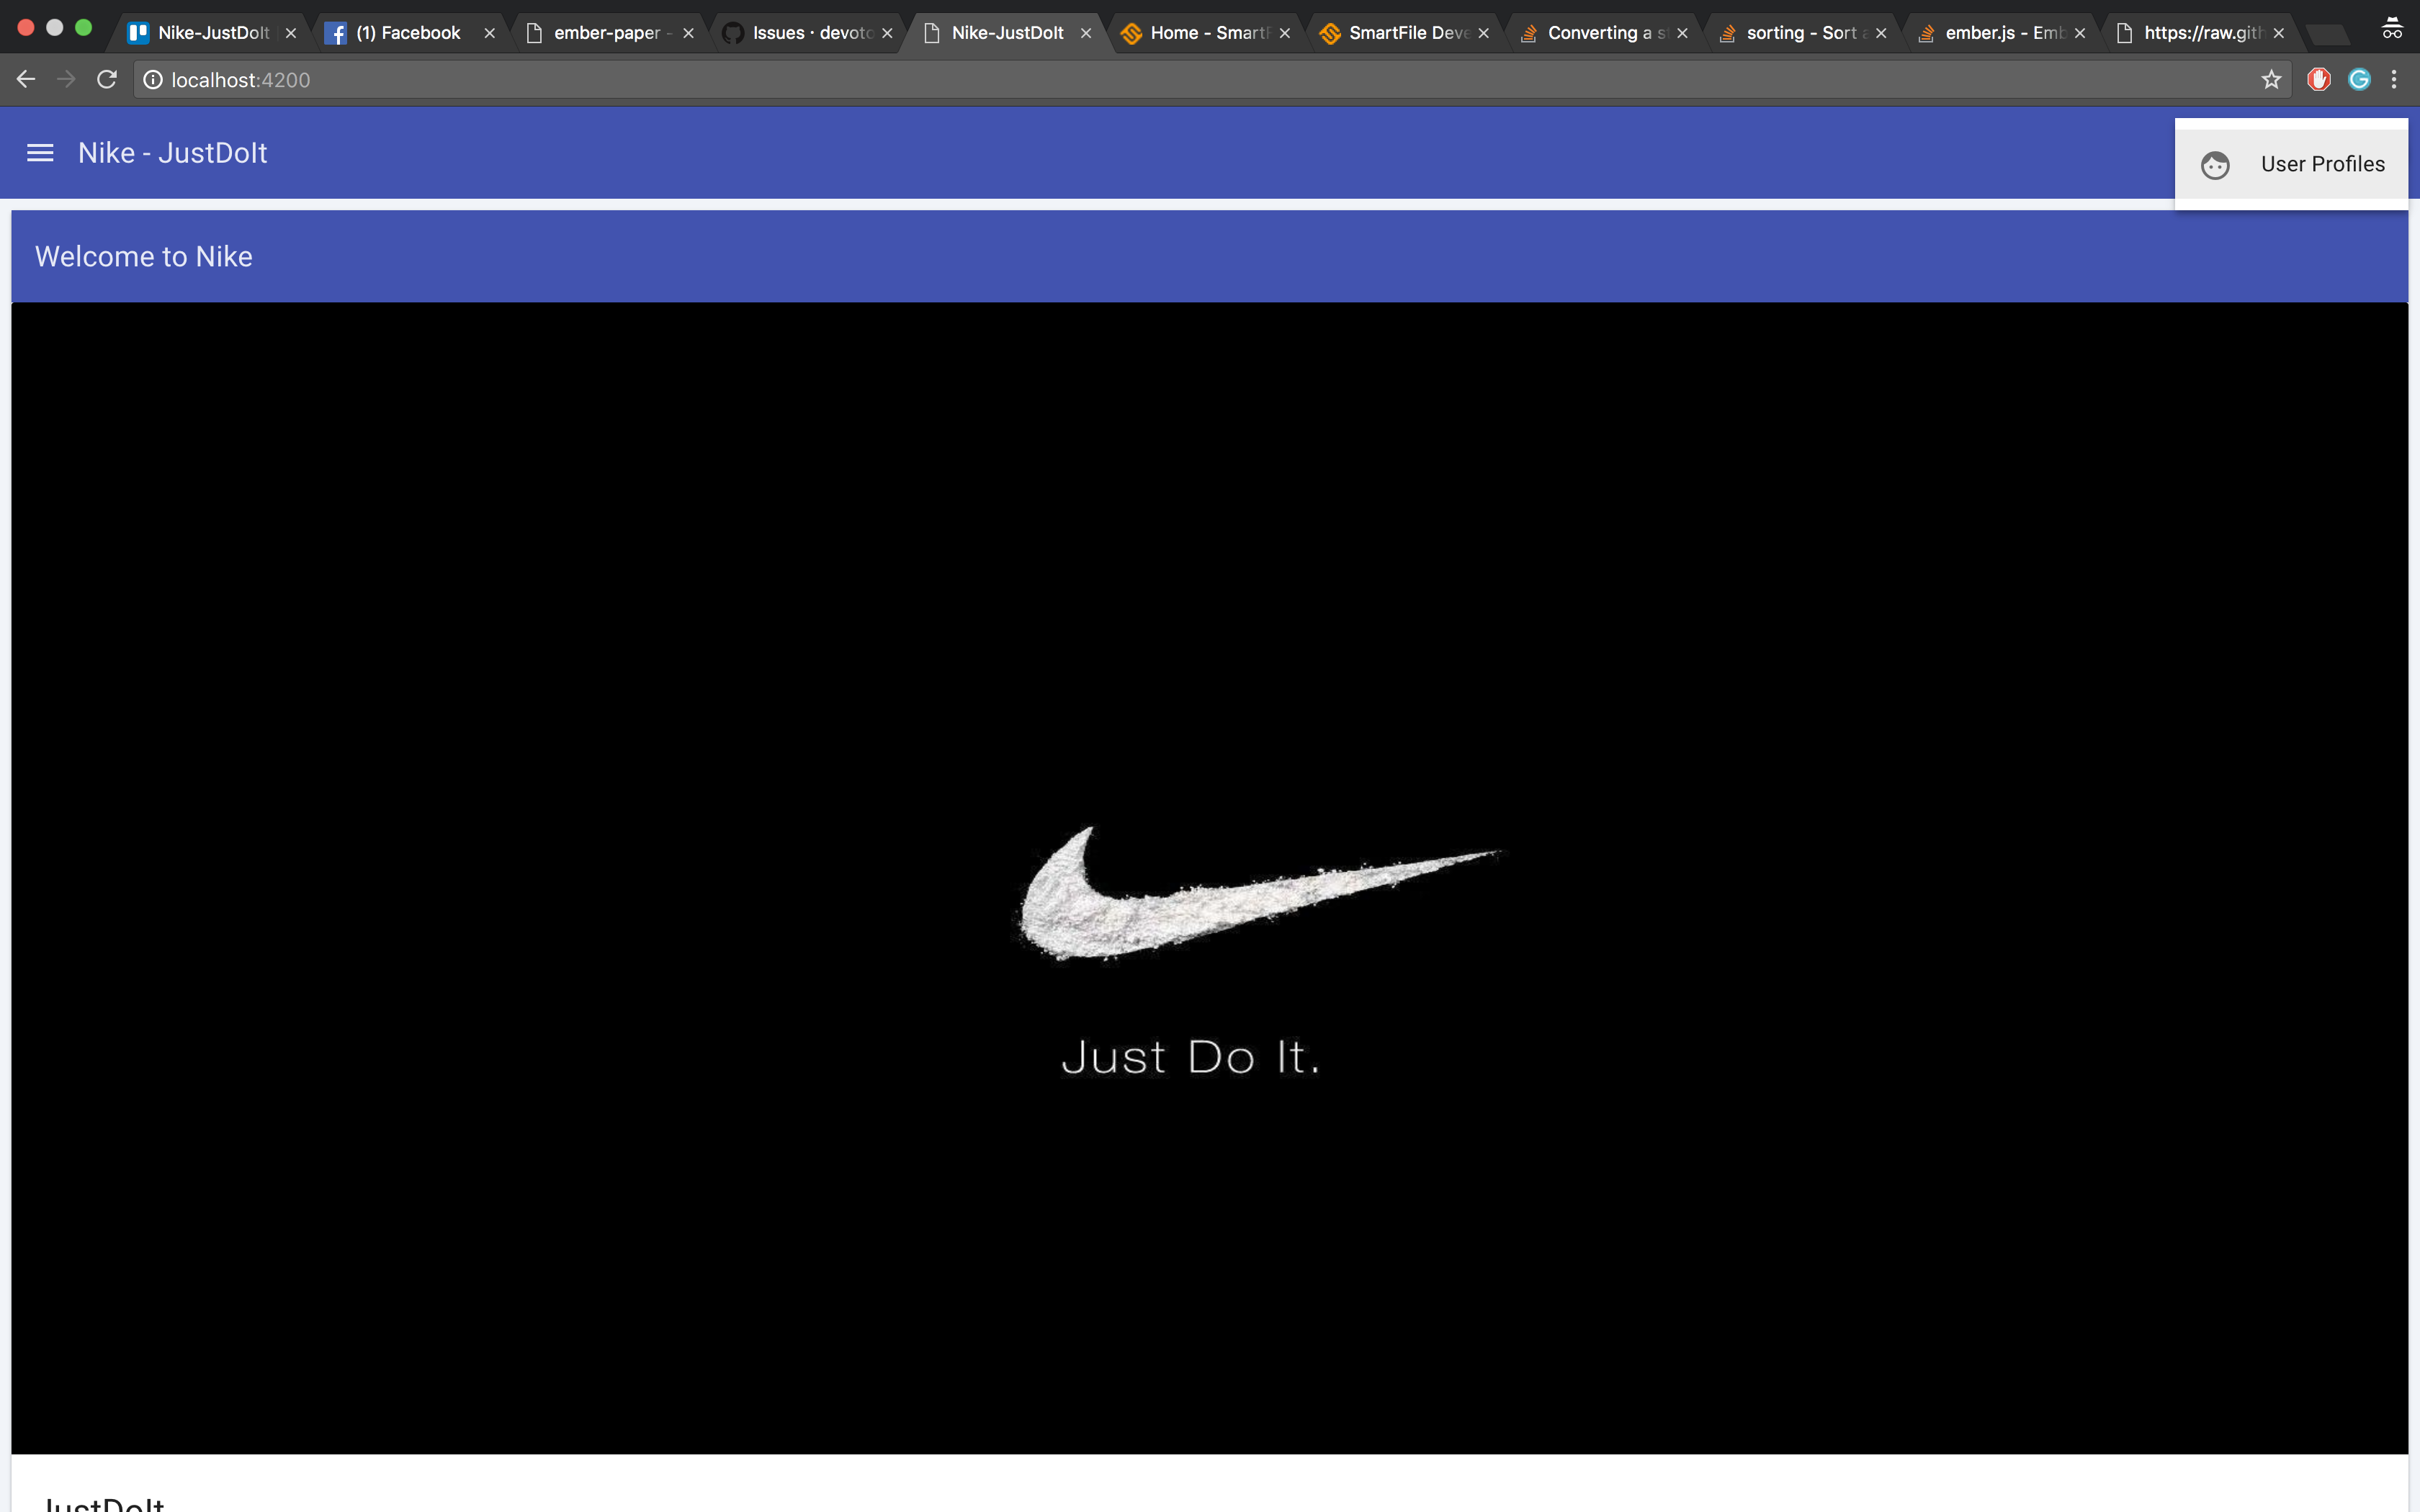 Nike-JustDoIt
(1) Facebook
ember-paper -
Issues · devoto
Nike-JustDoIt
Home - SmartF
SmartFile Deve
Converting a s
sorting - Sort a
ember.js - Emb
https://raw.gith
localhost:4200
Nike - JustDoIt
User Profiles
Welcome to Nike
Just Do It.
JustDoIt